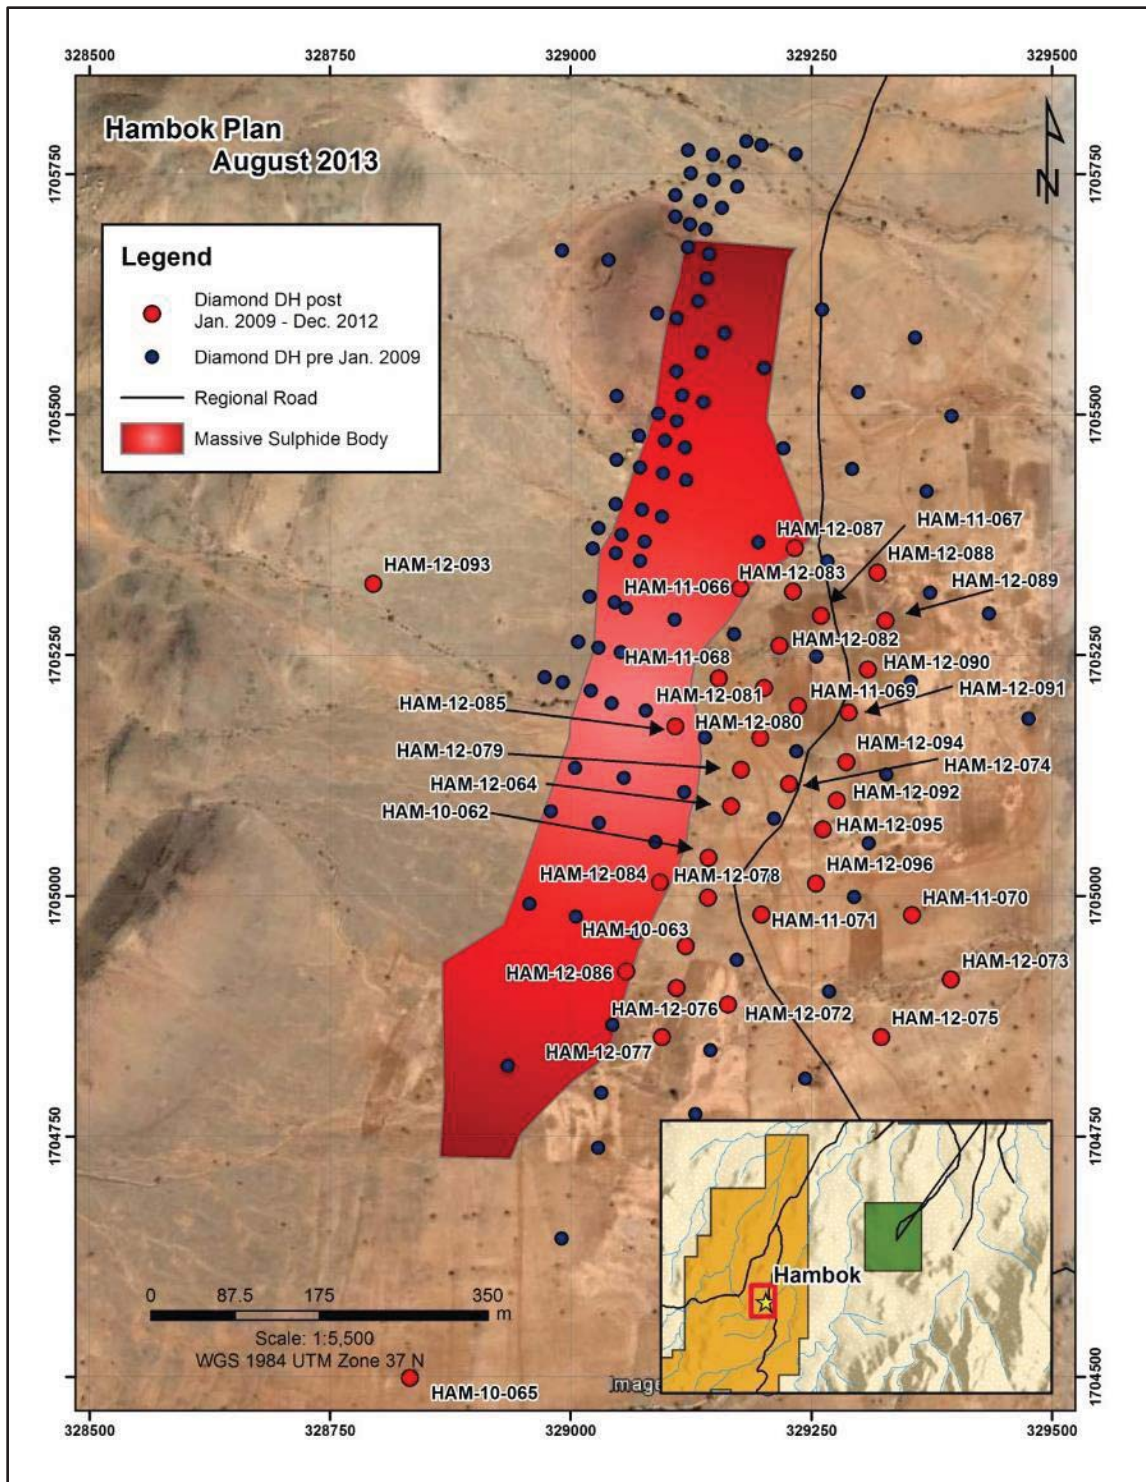 328500
328750
329000
329250
329500
Hambok Plan
August 2013
1705750
1705750
N
Legend
Diamond DH post
Jan. 2009 - Dec. 2012
Diamond DH pre Jan. 2009
Regional Road
Massive Sulphide Body
1705500
1705500
HAM-11-067
HAM-12-087
HAM-12-088
HAM-12-093
HAM-11-066
HAM-12-083
HAM-12-089
1705250
1705250
HAM-12-082
HAM-11-068
HAM-12-090
HAM-12-081
HAM-11-069
HAM-12-091
HAM-12-085
HAM-12-080
HAM-12-094
HAM-12-079
HAM-12-074
HAM-12-064
HAM-12-092
HAM-10-062
HAM-12-095
HAM-12-084
HAM-12-078
HAM-12-096
1705000
1705000
HAM-11-070
HAM-11-071
HAM-10-063
HAM-12-086
HAM-12-073
HAM-12-076
HAM-12-072
HAM-12-075
HAM-12-077
1704750
1704750
Hambok
0 87.5 175 350
m
Scale: 1:5,500
WGS 1984 UTM Zone 37 N
HAM-10-065
Image
1704500
328500
328750
329000
329250
329500